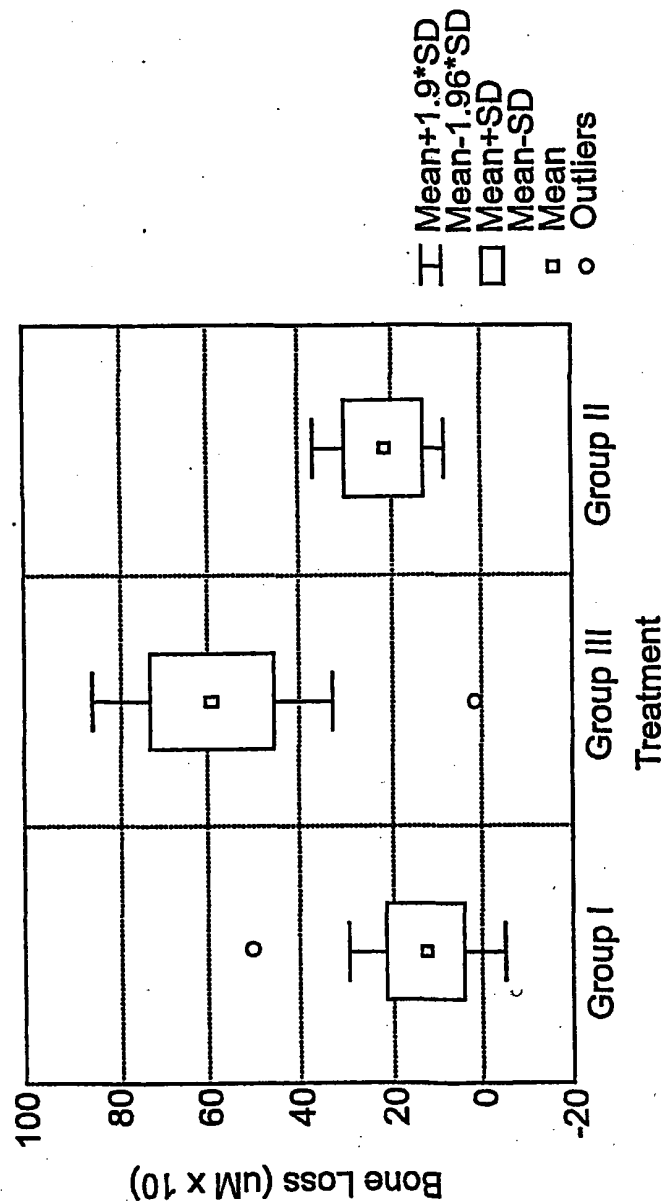 100
80
60
40
20
0
-20
Bone Loss (uM x 10)
Group I
Group III
Group II
Treatment
Mean+1.9*SD
Mean-1.96*SD
Mean+SD
Mean-SD
Mean
Outliers